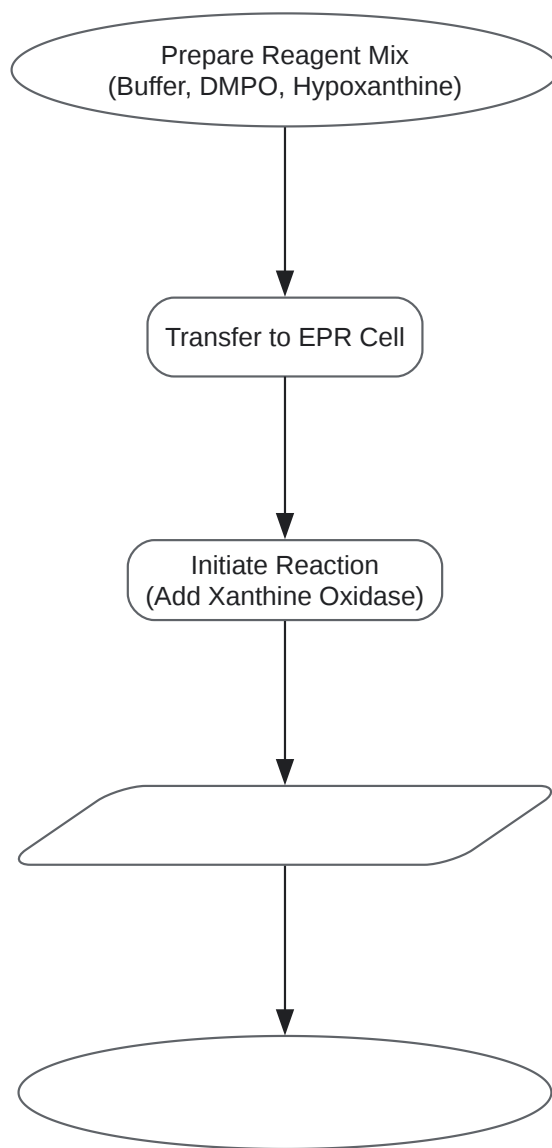 Prepare Reagent Mix
(Buffer, DMPO, Hypoxanthine)
Transfer to EPR Cell
Initiate Reaction
(Add Xanthine Oxidase)